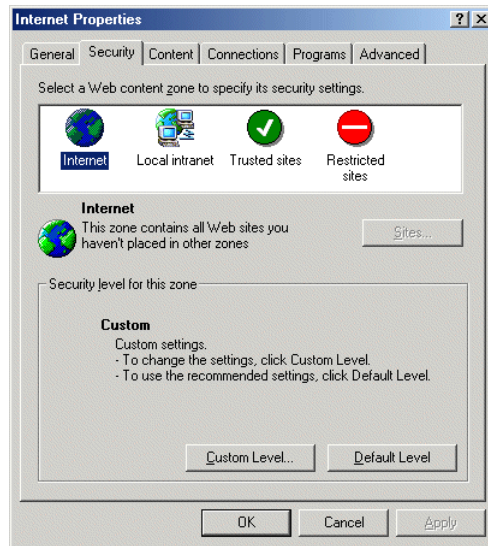 Internet Properties
General Security Content Connections Programs Advanced
Select a Web content zone to specify its security settings.
Internet Local intranet Trusted sites Restricted sites
Internet
This zone contains all Web sites you
haven't placed in other zones
Sites...
Security level for this zone
Custom
Custom settings.
- To change the settings, click Custom Level.
- To use the recommended settings, click Default Level.
Custom Level... Default Level
OK Cancel Apply